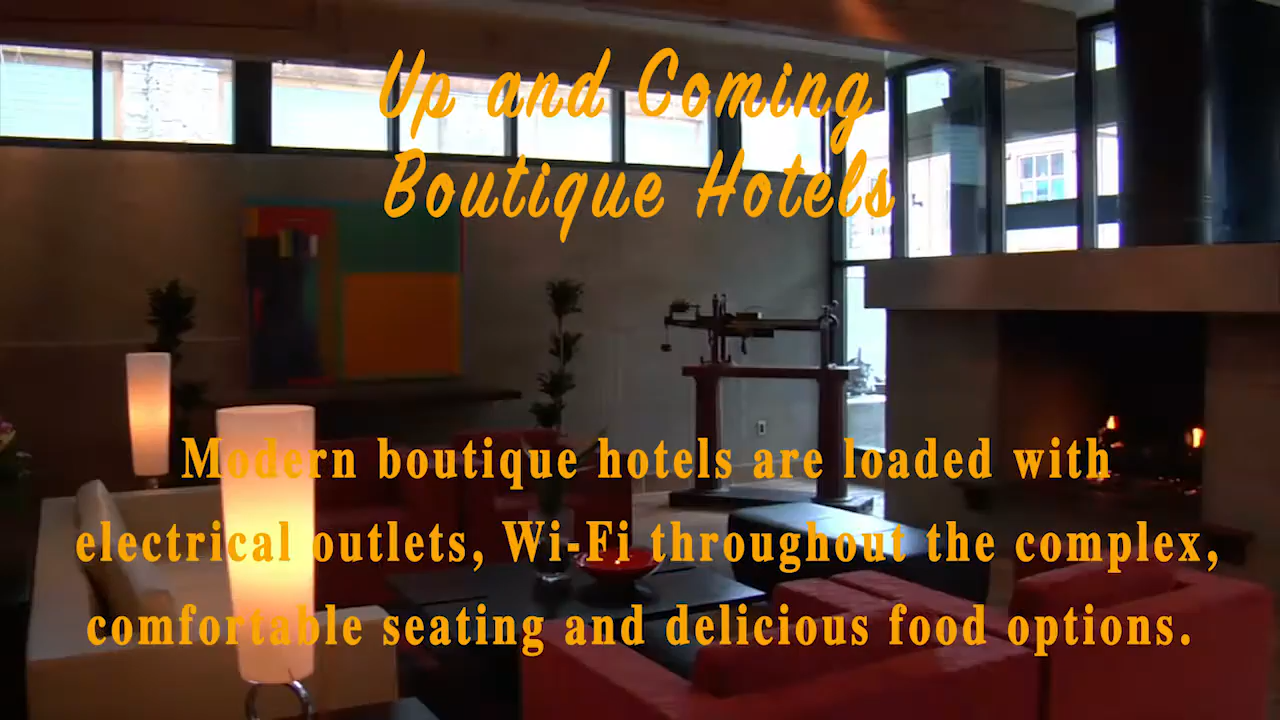 Up and Coming
Boutique Hotels
Modern boutique hotels are loaded with
electrical outlets, Wi-Fi throughout the complex,
comfortable seating and delicious food options.